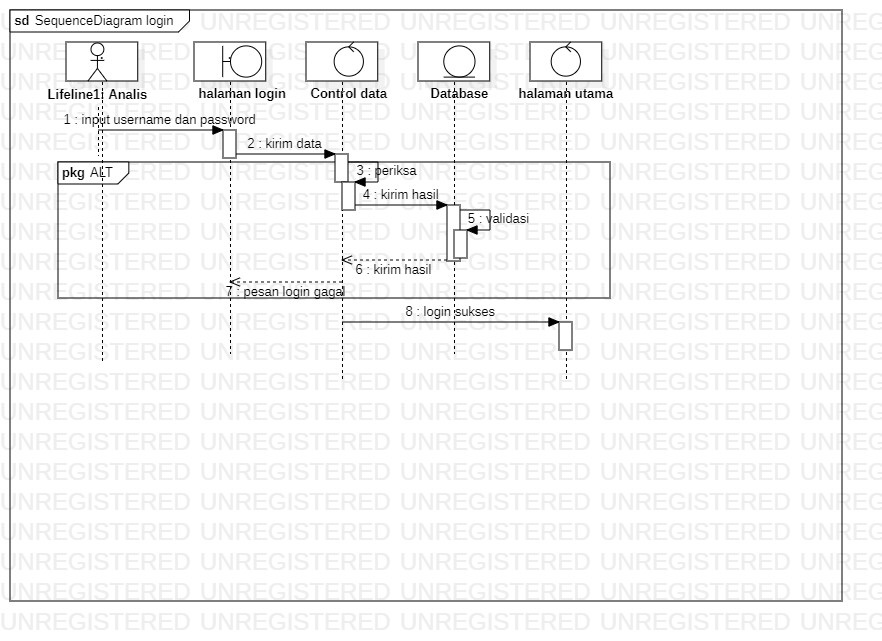 sd SequenceDiagram login
Lifeline1: Analis
halaman login
Control data
Database
halaman utama
1 : input username dan password
2 : kirim data
pkg ALT
3 : periksa
4 : kirim hasil
5 : validasi
6 : kirim hasil
7 : pesan login gagal
8 : login sukses
UNREGISTERED